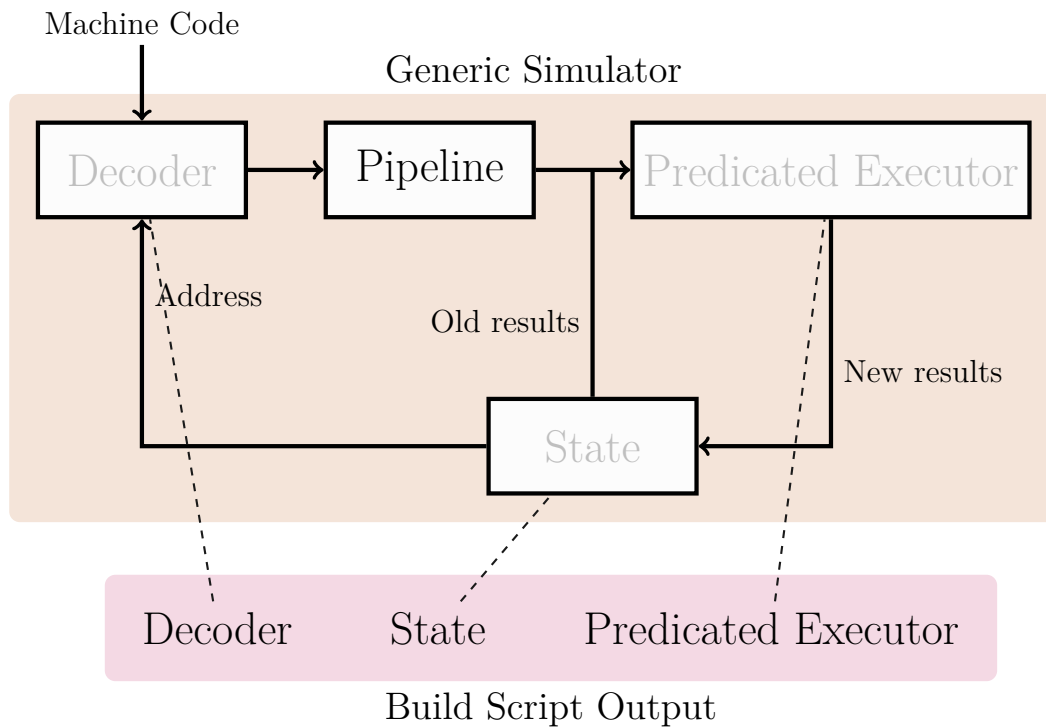 Machine Code
Generic Simulator
Decoder
Pipeline
Predicated Executor
Address
Old results
New results
State
Decoder
State
Predicated Executor
Build Script Output